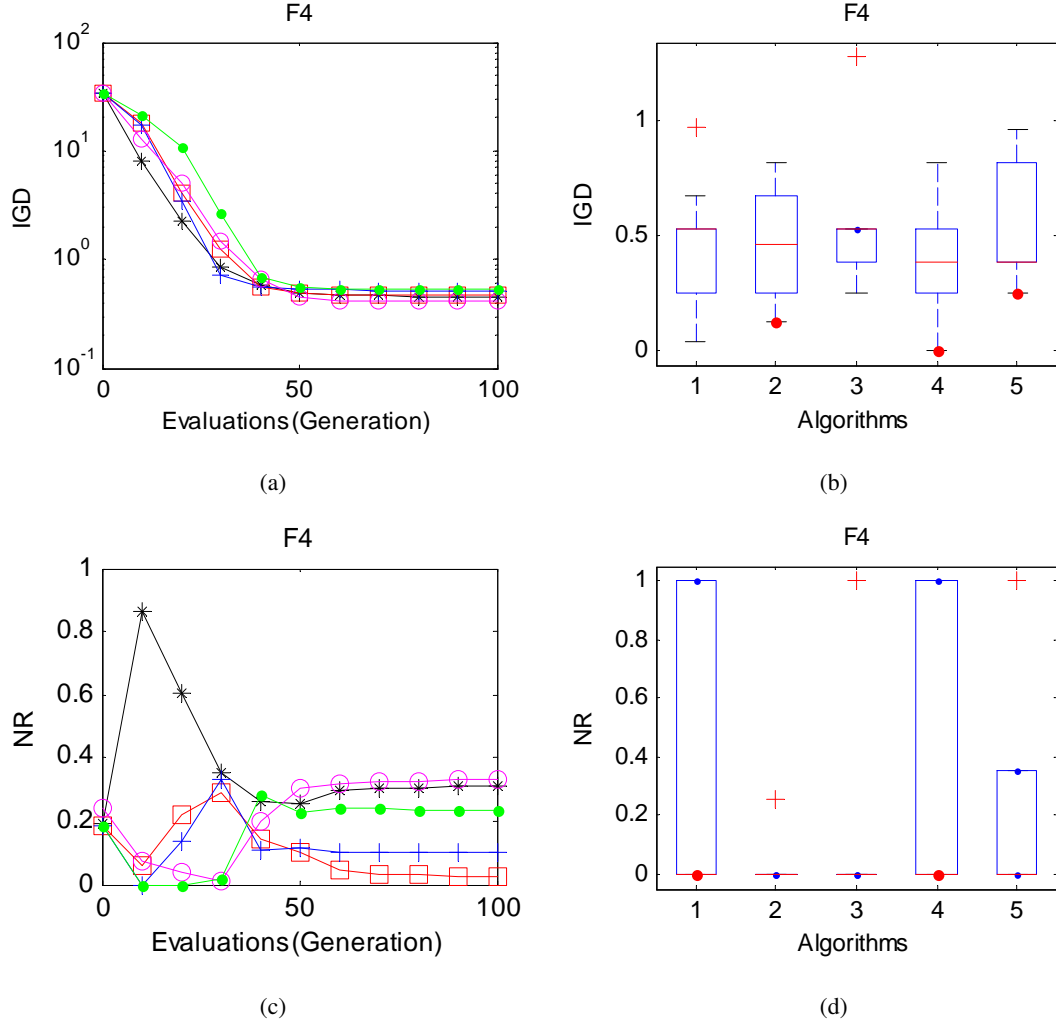 F4
10^2
10^1
10^0
10^-1
IGD
0
50
100
Evaluations(Generation)
(a)
F4
1
0.5
0
IGD
1
2
3
4
5
Algorithms
(b)
F4
1
0.8
0.6
0.4
0.2
0
NR
0
50
100
Evaluations(Generation)
(c)
F4
1
0.8
0.6
0.4
0.2
0
NR
1
2
3
4
5
Algorithms
(d)